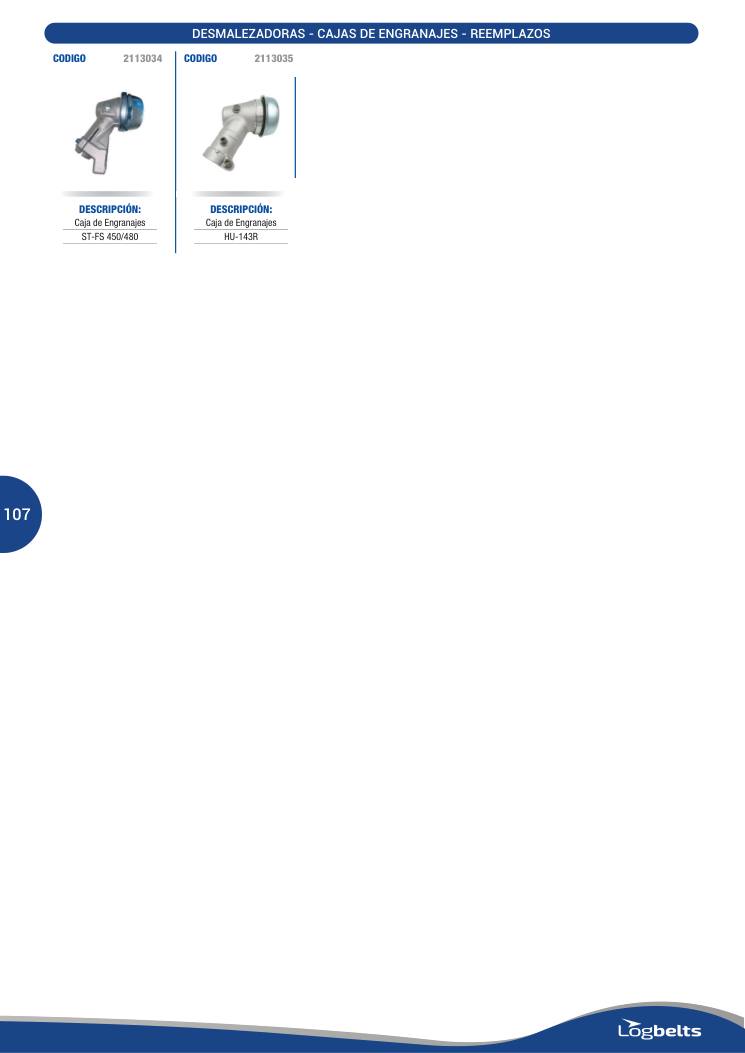 DESMALEZADORAS - CAJAS DE ENGRANAJES - REEMPLAZOS
CODIGO 2113034
DESCRIPCIÓN:
Caja de Engranajes
ST-FS 450/480
CODIGO 2113035
DESCRIPCIÓN:
Caja de Engranajes
HU-143R
107
Logbelts